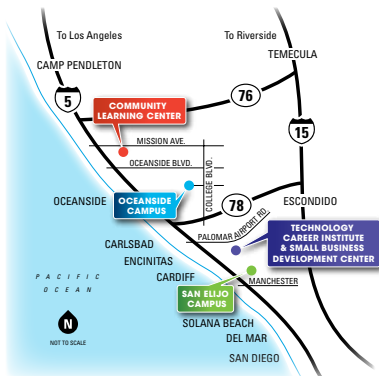 To Los Angeles
To Riverside
TEMECULA
CAMP PENDLETON
5
76
COMMUNITY
LEARNING CENTER
15
MISSION AVE.
OCEANSIDE BLVD.
COLLEGE BLVD.
OCEANSIDE
OCEANSIDE
CAMPUS
78
ESCONDIDO
PALOMAR AIRPORT RD.
TECHNOLOGY
CAREER INSTITUTE
& SMALL BUSINESS
DEVELOPMENT CENTER
CARLSBAD
ENCINITAS
CARDIFF
PACIFIC
OCEAN
MANCHESTER
SAN ELIJO
CAMPUS
N
NOT TO SCALE
SOLANA BEACH
DEL MAR
SAN DIEGO